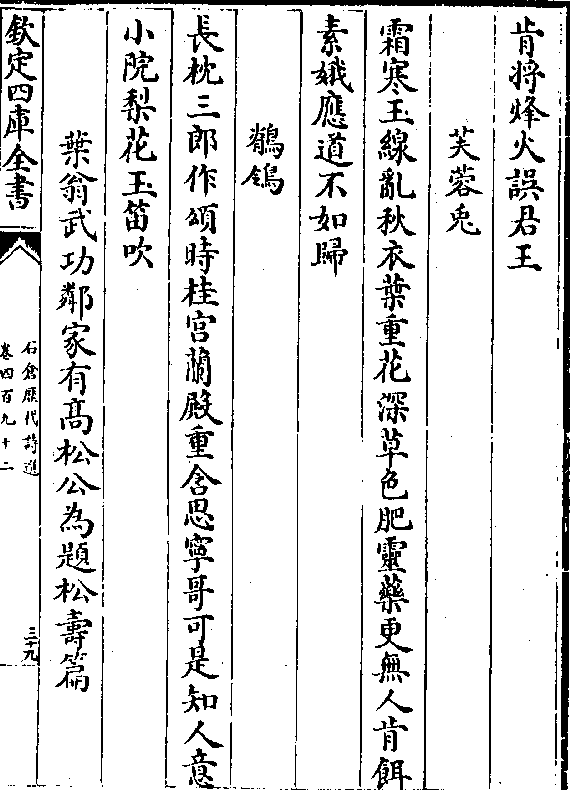 肯將烽火誤君王
芙蓉兎
霜寒玉線亂秋衣葉重花深草色肥靈藥更無人肯餌
素娥應道不如歸
鶺鴒
長枕三郎作頌時桂宫蘭殿重含思寧哥可是知人意
小院梨花玉笛吹
葉翁武功鄰家有髙松公為題松壽篇
欽定四庫全書
石倉歴代詩選
卷四百九十二
三十九